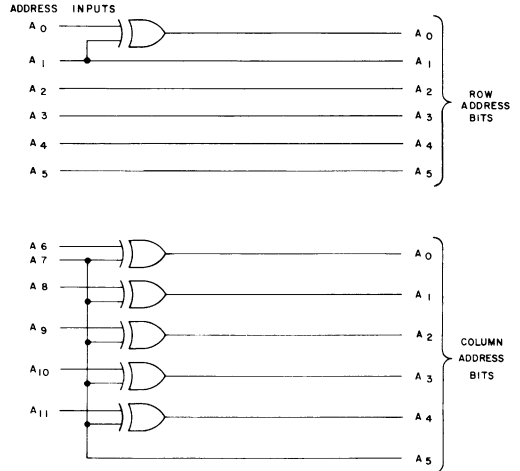 ADDRESS INPUTS
A0 A0
A1 A1
A2 A2
A3 A3
A4 A4
A5 A5
ROW
ADDRESS
BITS
A6 A0
A7
A8 A1
A9 A2
A10 A3
A11 A4
A5
COLUMN
ADDRESS
BITS